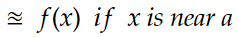 ≊ f(x) if x is near a